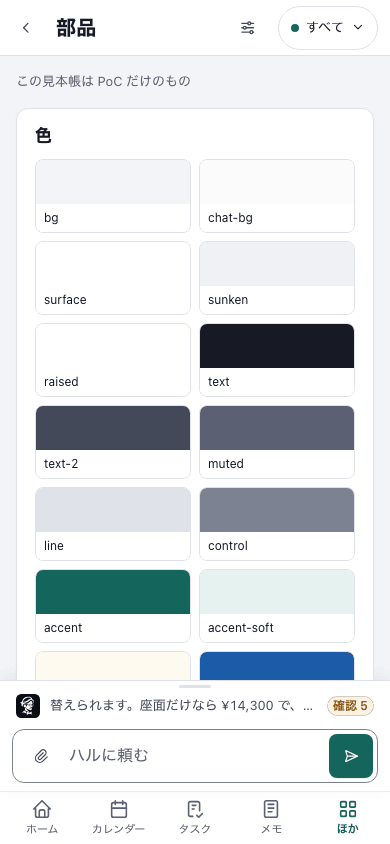 部品
すべて
この見本帳は PoC だけのもの
色
bg
chat-bg
surface
sunken
raised
text
text-2
muted
line
control
accent
accent-soft
替えられます。座面だけなら ¥14,300 で、...
確認 5
ハルに頼む
ホーム
カレンダー
タスク
メモ
ほか